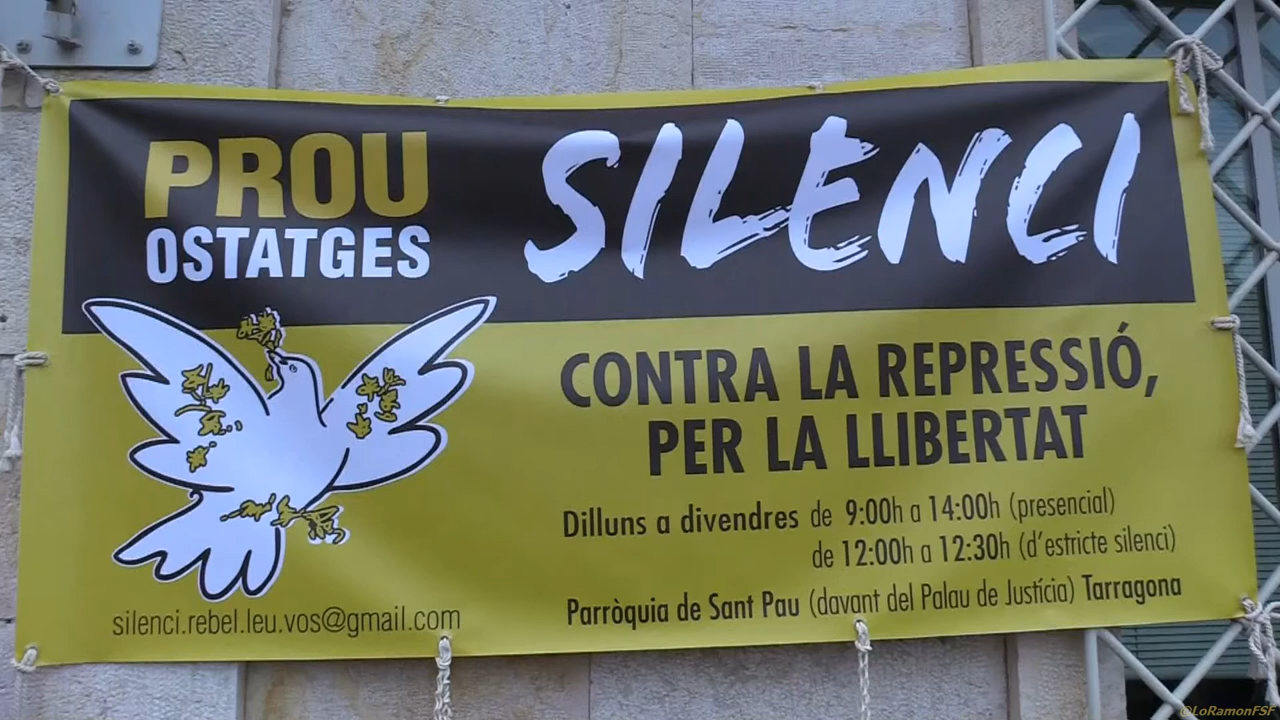 PROU
OSTATGES
SILENCI
CONTRA LA REPRESSIÓ,
PER LA LLIBERTAT
Dilluns a divendres de 9:00h a 14:00h (presencial)
de 12:00h a 12:30h (d'estricte silenci)
Parròquia de Sant Pau (davant del Palau de Justícia) Tarragona
silenci.rebel.leu.vos@gmail.com
©LoRamonFSF